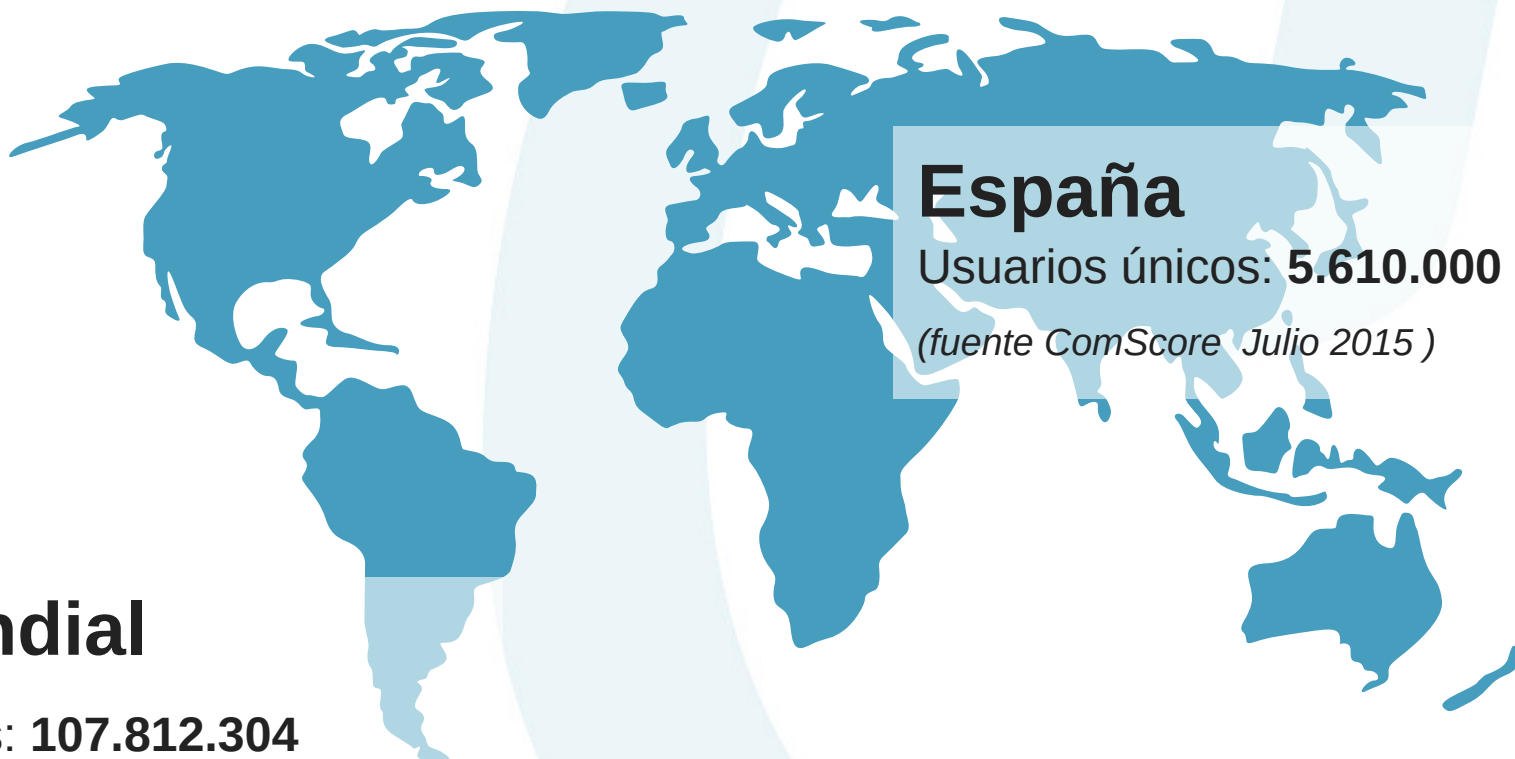 España
Usuarios únicos: 5.610.000
(fuente ComScore Julio 2015 )
ndial
s: 107.812.304